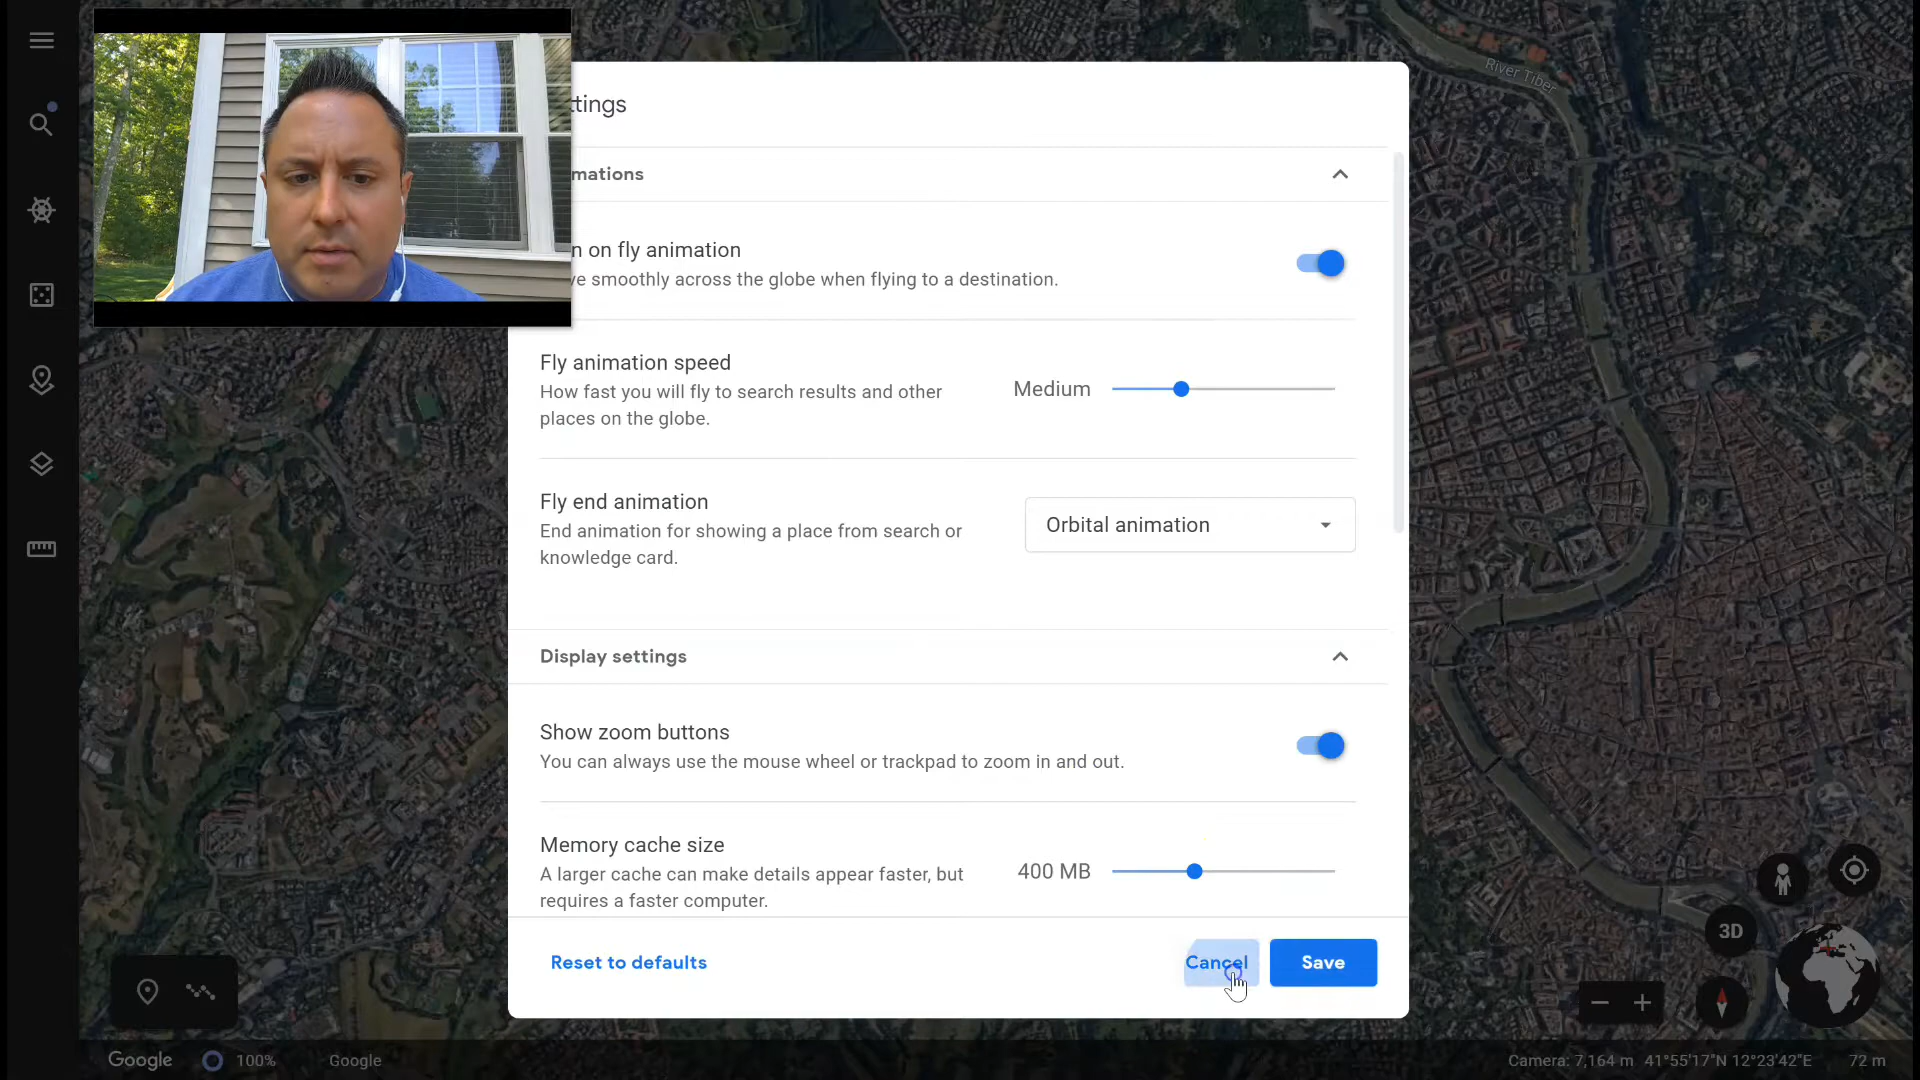 River Tiber
ttings
mations
n on fly animation
ve smoothly across the globe when flying to a destination.
Fly animation speed
How fast you will fly to search results and other
places on the globe.
Medium
Fly end animation
End animation for showing a place from search or
knowledge card.
Orbital animation
Display settings
Show zoom buttons
You can always use the mouse wheel or trackpad to zoom in and out.
Memory cache size
A larger cache can make details appear faster, but
requires a faster computer.
400 MB
Reset to defaults
Cancel
Save
3D
Google
100%
Google
Camera: 7,164 m 41°55'17"N 12°23'42"E 72 m